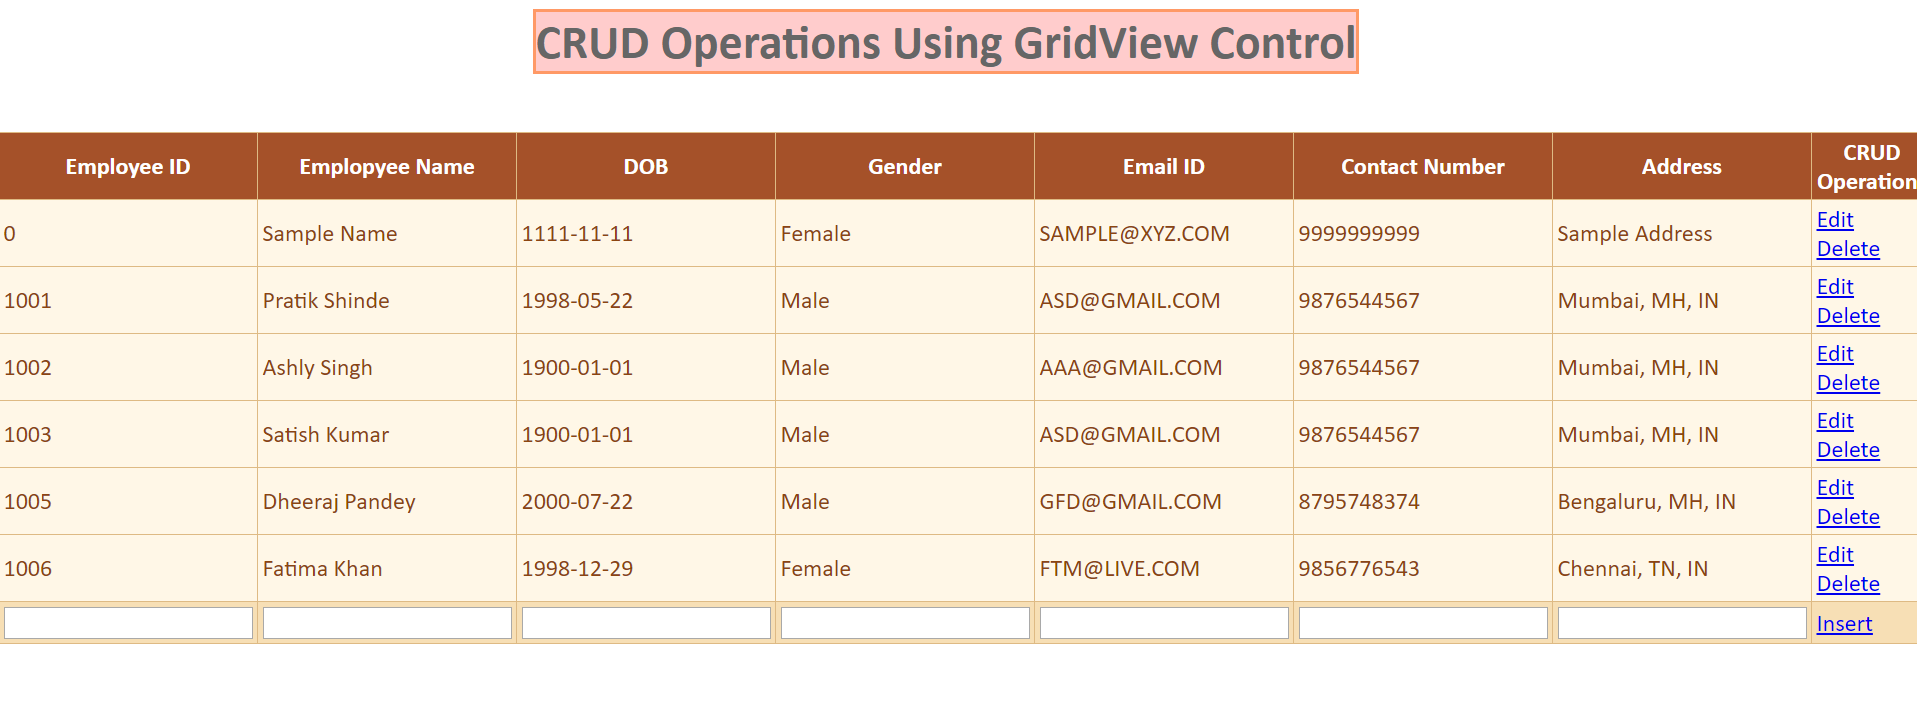 CRUD Operations Using GridView Control
Employee ID Emplopyee Name DOB Gender Email ID Contact Number Address CRUD Operation
0 Sample Name 1111-11-11 Female SAMPLE@XYZ.COM 9999999999 Sample Address Edit Delete
1001 Pratik Shinde 1998-05-22 Male ASD@GMAIL.COM 9876544567 Mumbai, MH, IN Edit Delete
1002 Ashly Singh 1900-01-01 Male AAA@GMAIL.COM 9876544567 Mumbai, MH, IN Edit Delete
1003 Satish Kumar 1900-01-01 Male ASD@GMAIL.COM 9876544567 Mumbai, MH, IN Edit Delete
1005 Dheeraj Pandey 2000-07-22 Male GFD@GMAIL.COM 8795748374 Bengaluru, MH, IN Edit Delete
1006 Fatima Khan 1998-12-29 Female FTM@LIVE.COM 9856776543 Chennai, TN, IN Edit Delete
Insert